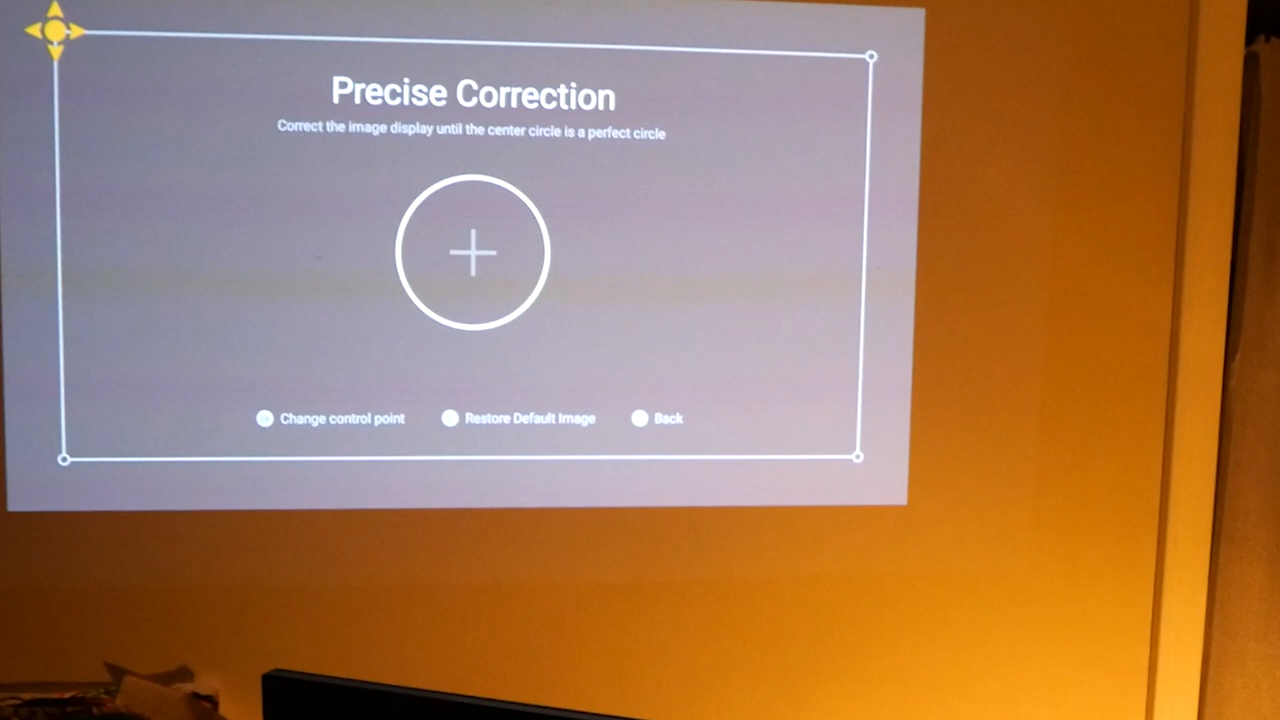 Precise Correction
Correct the image display until the center circle is a perfect circle
Change control point Restore Default Image Back